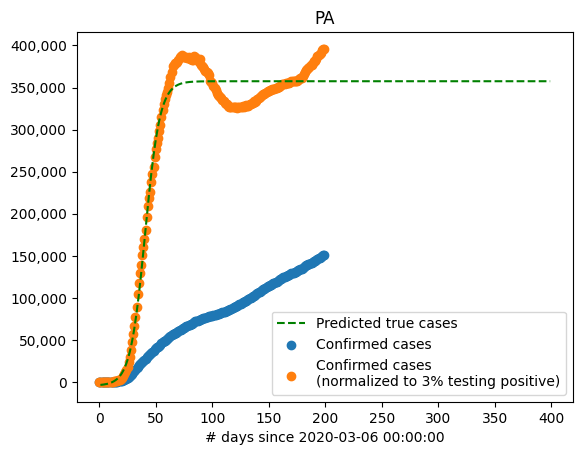 PA
400,000
350,000
300,000
250,000
200,000
150,000
100,000
50,000
0
Predicted true cases
Confirmed cases
Confirmed cases
(normalized to 3% testing positive)
0 50 100 150 200 250 300 350 400
# days since 2020-03-06 00:00:00